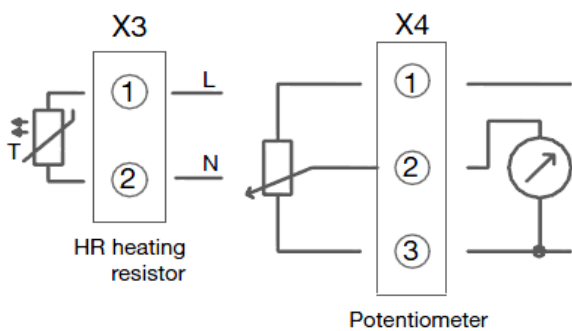 X3
X4
1
L
1
T
2
N
2
3
HR heating
resistor
Potentiometer